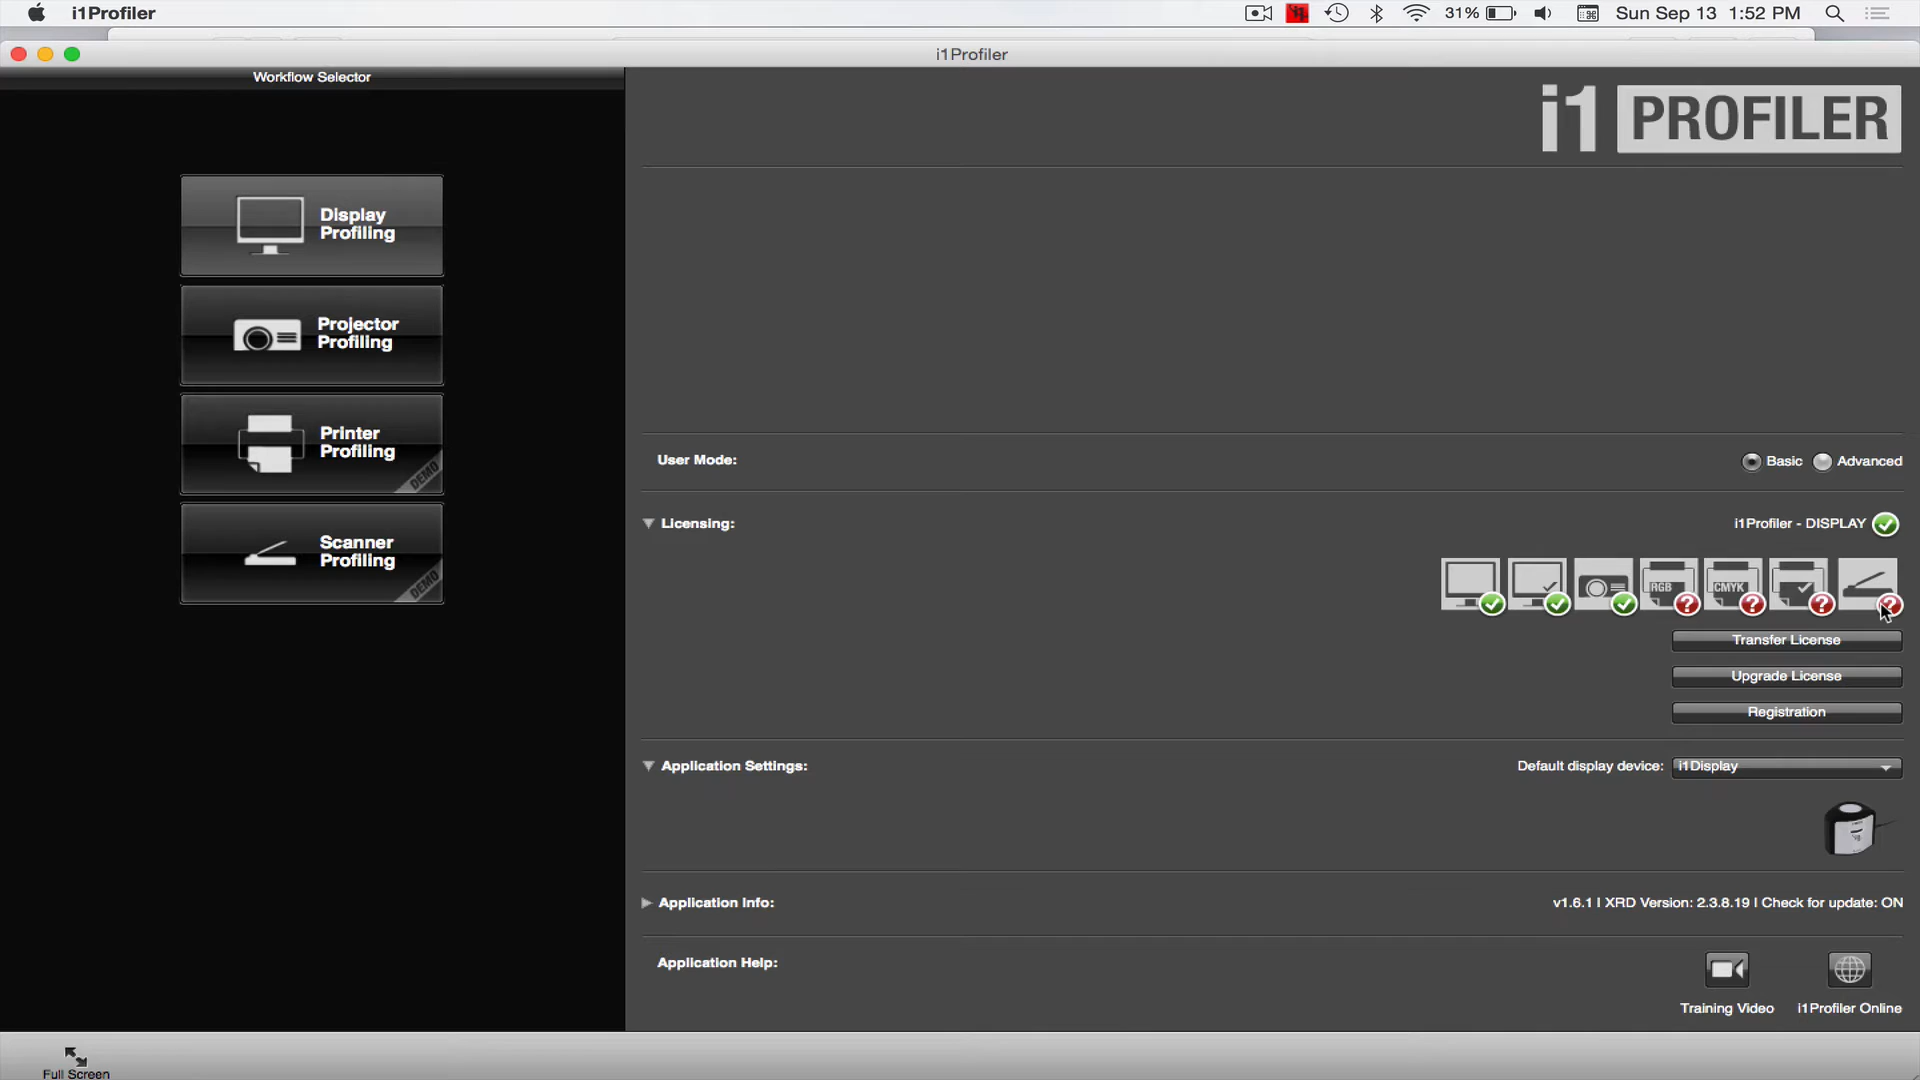 i1Profiler
31%
Sun Sep 13 1:52 PM
i1Profiler
Workflow Selector
i1 PROFILER
Display
Profiling
Projector
Profiling
Printer
Profiling
DEMO
Scanner
Profiling
DEMO
User Mode:
Basic
Advanced
Licensing:
i1Profiler - DISPLAY
RGB
CMYK
Transfer License
Upgrade License
Registration
Application Settings:
Default display device:
i1Display
Application Info:
v1.6.1 | XRD Version: 2.3.8.19 | Check for update: ON
Application Help:
Training Video
i1Profiler Online
Full Screen